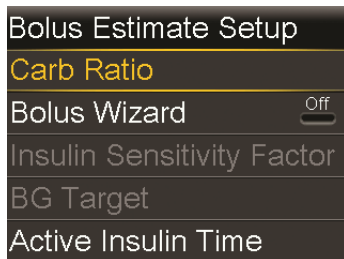 Bolus Estimate Setup
Carb Ratio
Bolus Wizard Off
Insulin Sensitivity Factor
BG Target
Active Insulin Time